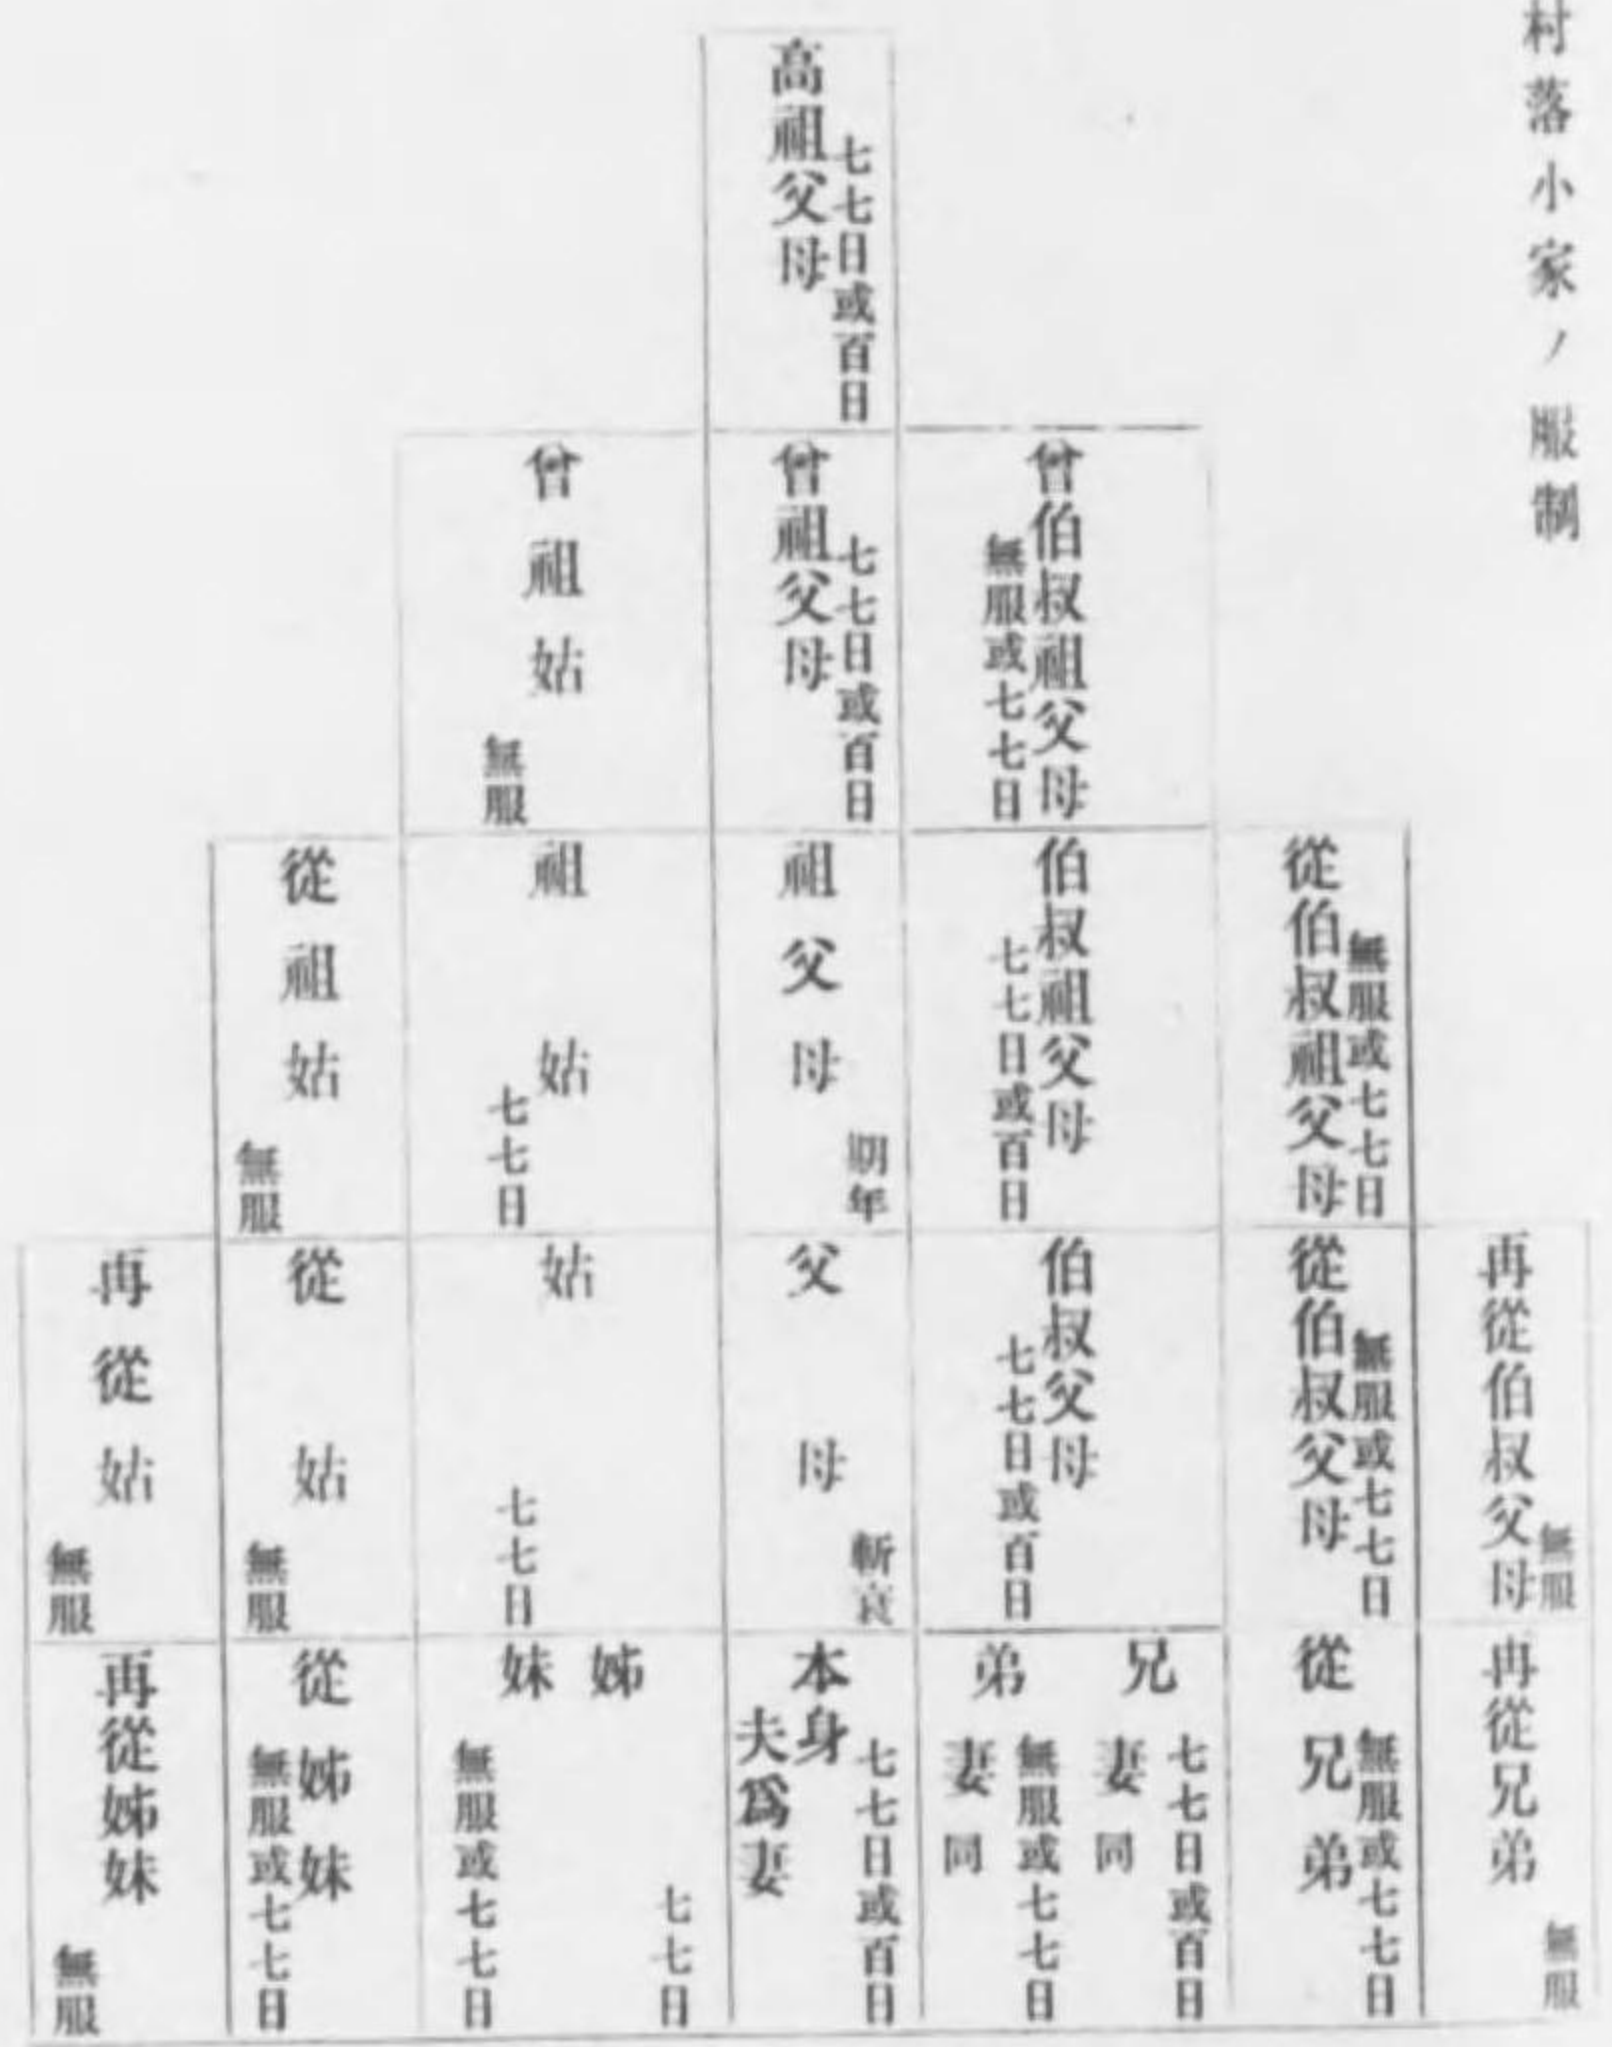 村落小家ノ服制
高祖父母
七七日或百日
曾伯叔祖父母
無服或七七日
曾祖父母
七七日或百日
曾祖姑
無服
從伯叔祖父母
無服或七七日
伯叔祖父母
七七日或百日
祖父母
期年
祖姑
七七日
從祖姑
無服
再從伯叔父母
無服
從伯叔父母
無服或七七日
伯叔父母
七七日或百日
父母
斬哀
姑
七七日
從姑
無服
再從姑
無服
再從兄弟
無服
從兄弟
無服或七七日
兄
七七日或百日
妻同
弟
無服或七七日
妻同
本身
七七日或百日
夫爲妻
姊
七七日
妹
無服或七七日
從姊妹
無服或七七日
再從姊妹
無服